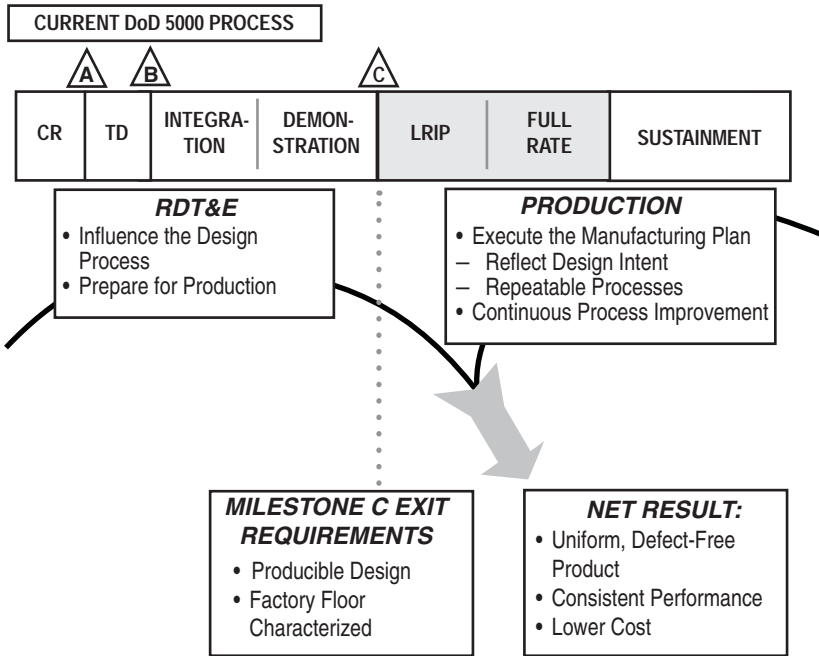 CURRENT DoD 5000 PROCESS
A
B
C
CR
TD
INTEGRA-
TION
DEMON-
STRATION
LRIP
FULL
RATE
SUSTAINMENT
RDT&E
• Influence the Design
Process
• Prepare for Production
PRODUCTION
• Execute the Manufacturing Plan
– Reflect Design Intent
– Repeatable Processes
• Continuous Process Improvement
MILESTONE C EXIT
REQUIREMENTS
• Producible Design
• Factory Floor
Characterized
NET RESULT:
• Uniform, Defect-Free
Product
• Consistent Performance
• Lower Cost